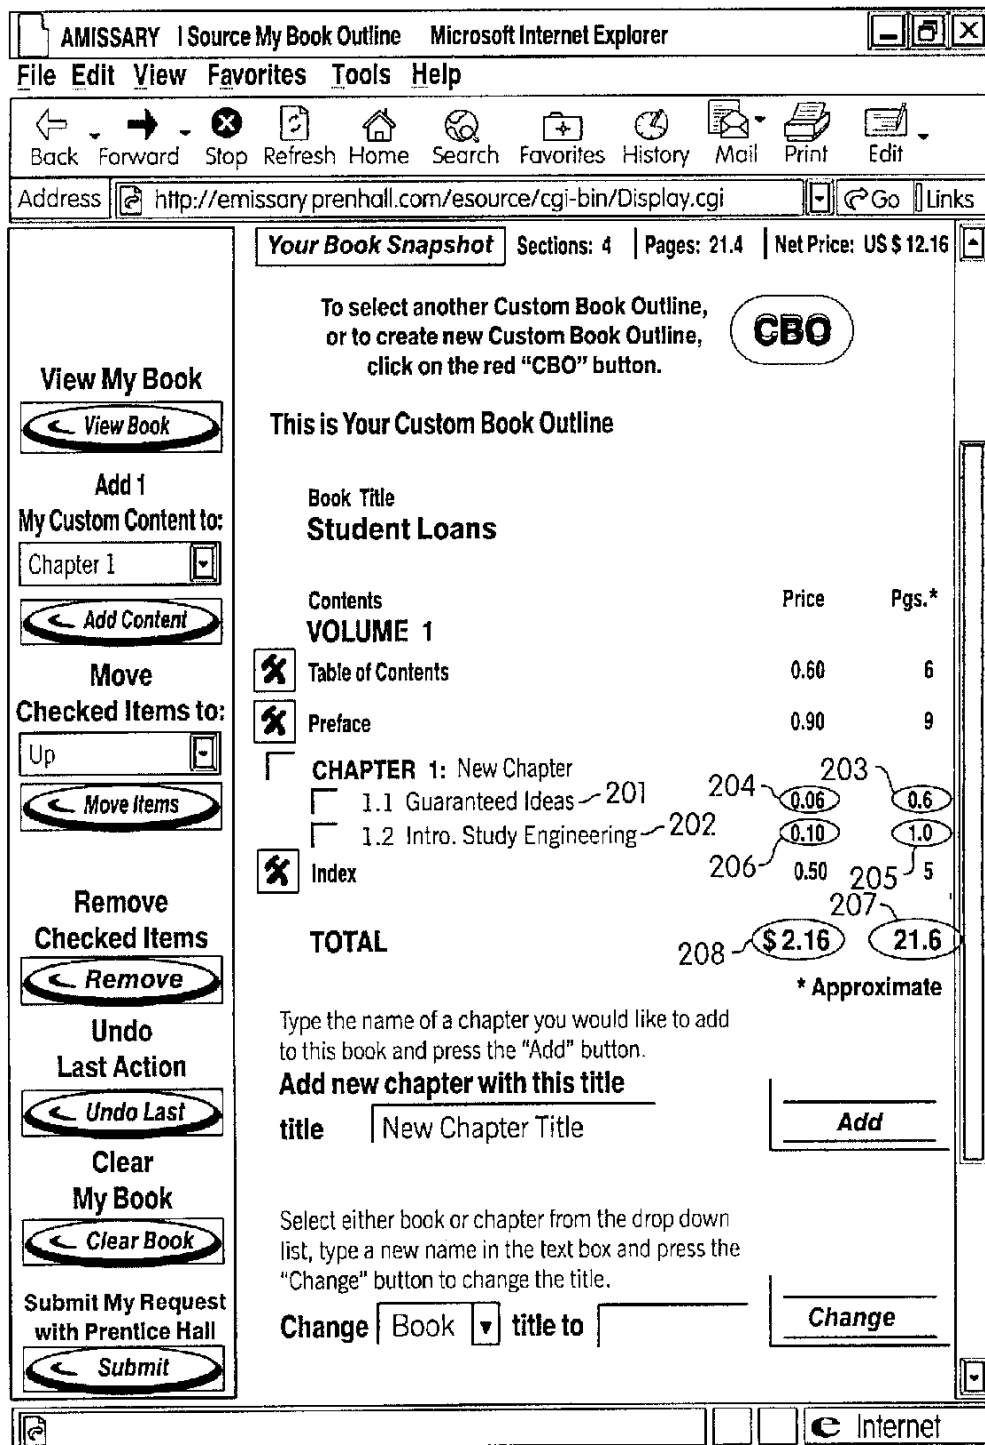 AMISSARY I Source My Book Outline Microsoft Internet Explorer
File Edit View Favorites Tools Help
Back Forward Stop Refresh Home Search Favorites History Mail Print Edit
Address http://emissary prenhall.com/esource/cgi-bin/Display.cgi Go Links
Your Book Snapshot Sections: 4 Pages: 21.4 Net Price: US $ 12.16
To select another Custom Book Outline,
or to create new Custom Book Outline,
click on the red “CBO” button.
CBO
View My Book
View Book
Add 1
My Custom Content to:
Chapter 1
Add Content
Move
Checked Items to:
Up
Move Items
Remove
Checked Items
Remove
Undo
Last Action
Undo Last
Clear
My Book
Clear Book
Submit My Request
with Prentice Hall
Submit
This is Your Custom Book Outline
Book Title
Student Loans
Contents Price Pgs.*
VOLUME 1
Table of Contents 0.60 6
Preface 0.90 9
CHAPTER 1: New Chapter
204 203
1.1 Guaranteed Ideas 201 0.06 0.6
1.2 Intro. Study Engineering 202 0.10 1.0
206 205
Index 0.50 5
207
TOTAL 208 $ 2.16 21.6
* Approximate
Type the name of a chapter you would like to add
to this book and press the “Add” button.
Add new chapter with this title
title New Chapter Title Add
Select either book or chapter from the drop down
list, type a new name in the text box and press the
“Change” button to change the title.
Change Book title to Change
e Internet